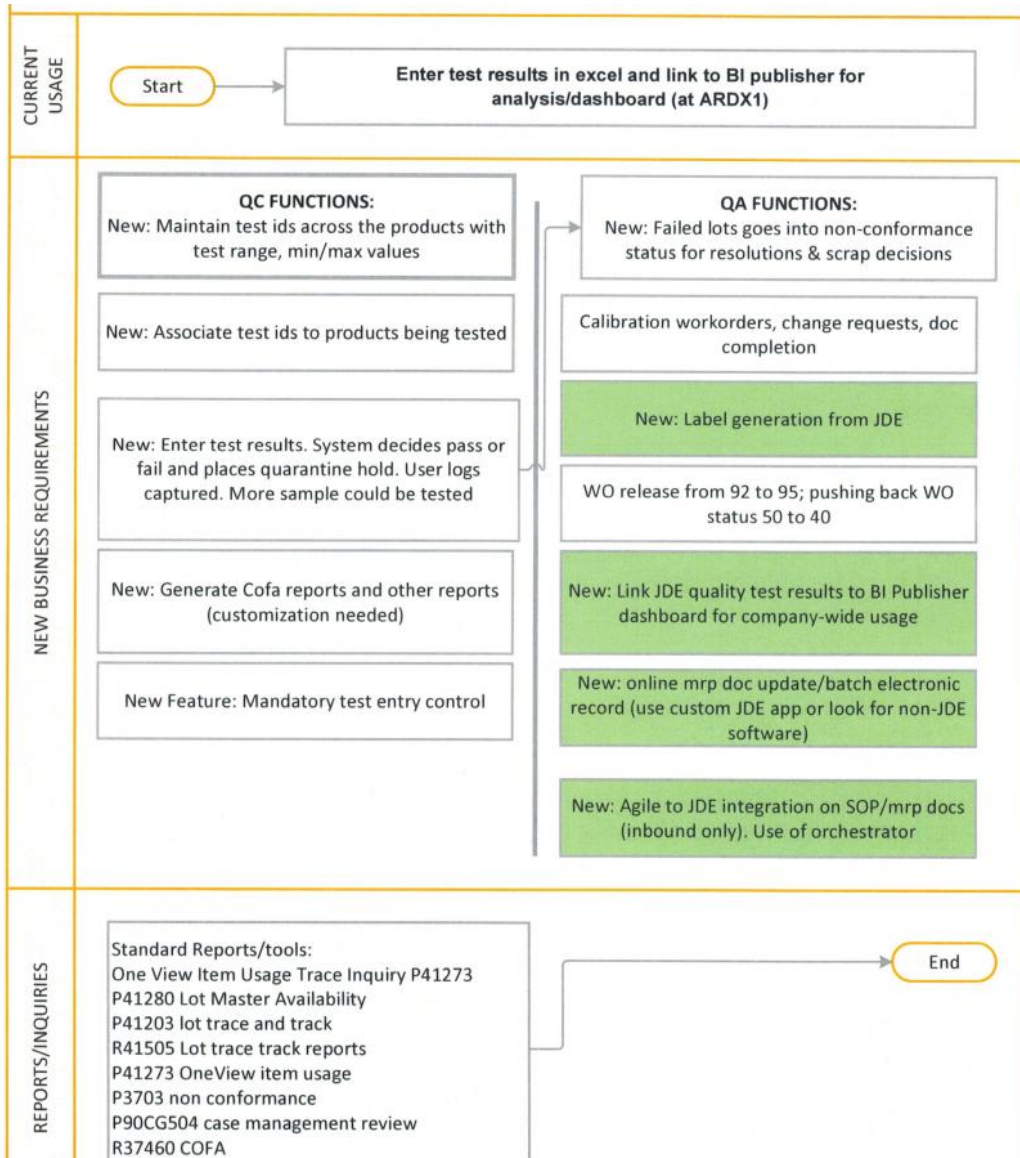 CURRENT
USAGE
Start
Enter test results in excel and link to BI publisher for
analysis/dashboard (at ARDX1)
NEW BUSINESS REQUIREMENTS
QC FUNCTIONS:
New: Maintain test ids across the products with
test range, min/max values
New: Associate test ids to products being tested
New: Enter test results. System decides pass or
fail and places quarantine hold. User logs
captured. More sample could be tested
New: Generate Cofa reports and other reports
(customization needed)
New Feature: Mandatory test entry control
QA FUNCTIONS:
New: Failed lots goes into non-conformance
status for resolutions & scrap decisions
Calibration workorders, change requests, doc
completion
New: Label generation from JDE
WO release from 92 to 95; pushing back WO
status 50 to 40
New: Link JDE quality test results to BI Publisher
dashboard for company-wide usage
New: online mrp doc update/batch electronic
record (use custom JDE app or look for non-JDE
software)
New: Agile to JDE integration on SOP/mrp docs
(inbound only). Use of orchestrator
REPORTS/INQUIRIES
Standard Reports/tools:
One View Item Usage Trace Inquiry P41273
P41280 Lot Master Availability
P41203 lot trace and track
R41505 Lot trace track reports
P41273 OneView item usage
P3703 non conformance
P90CG504 case management review
R37460 COFA
End